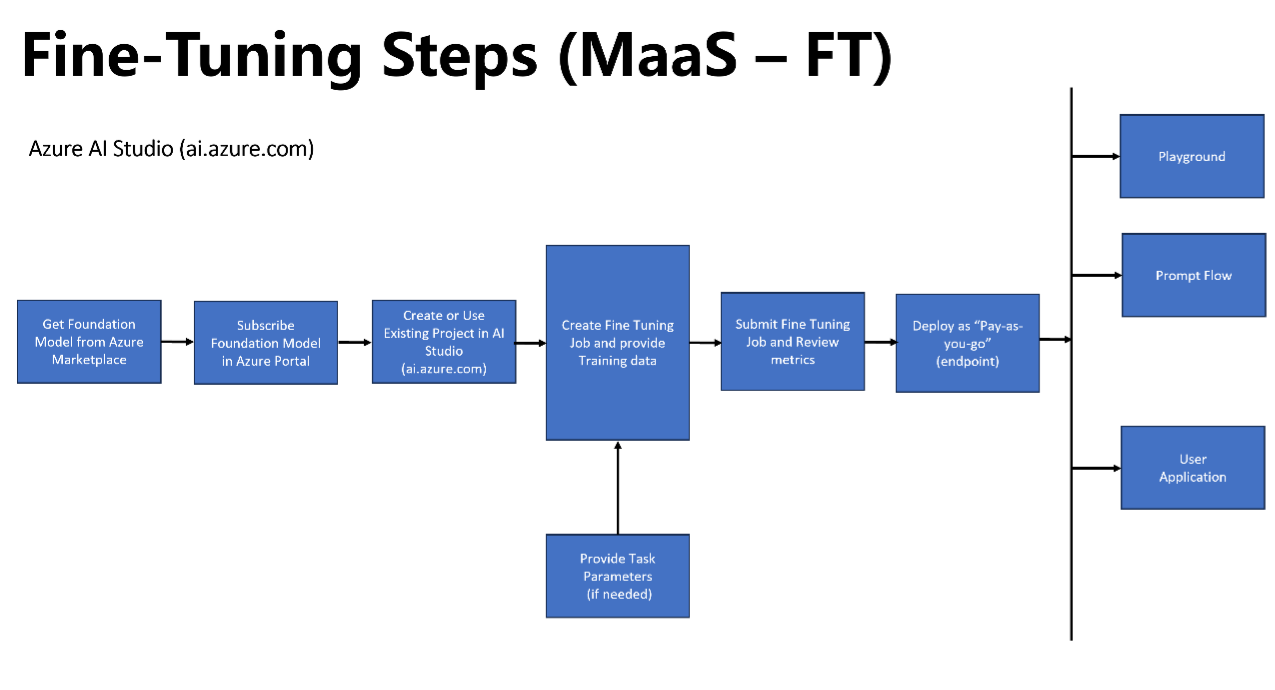 Fine-Tuning Steps (MaaS – FT)
Azure AI Studio (ai.azure.com)
Get Foundation
Model from Azure
Marketplace
Subscribe
Foundation Model
in Azure Portal
Create or Use
Existing Project in AI
Studio
(ai.azure.com)
Create Fine Tuning
Job and provide
Training data
Provide Task
Parameters
(if needed)
Submit Fine Tuning
Job and Review
metrics
Deploy as “Pay-as-
you-go”
(endpoint)
Playground
Prompt Flow
User
Application